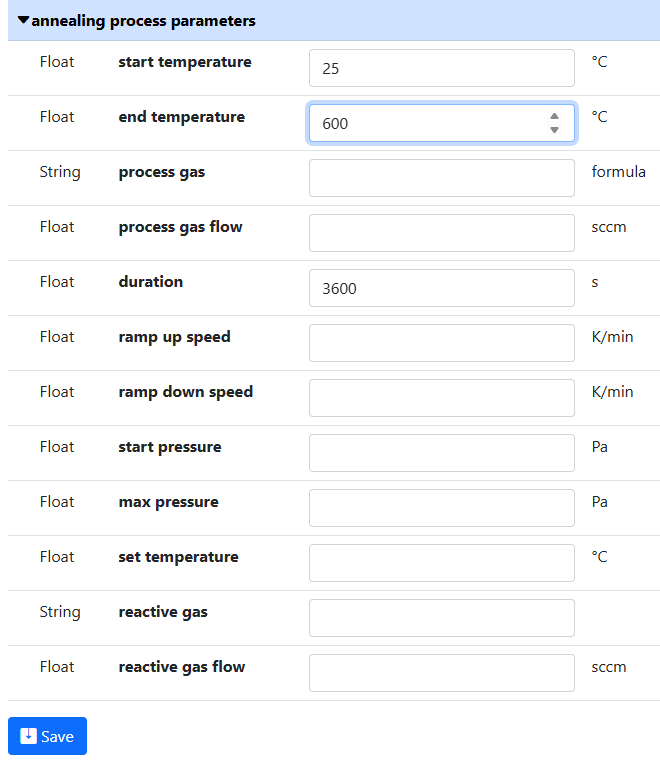 annealing process parameters
Float start temperature 25 °C
Float end temperature 600 °C
String process gas formula
Float process gas flow sccm
Float duration 3600 s
Float ramp up speed K/min
Float ramp down speed K/min
Float start pressure Pa
Float max pressure Pa
Float set temperature °C
String reactive gas
Float reactive gas flow sccm
Save